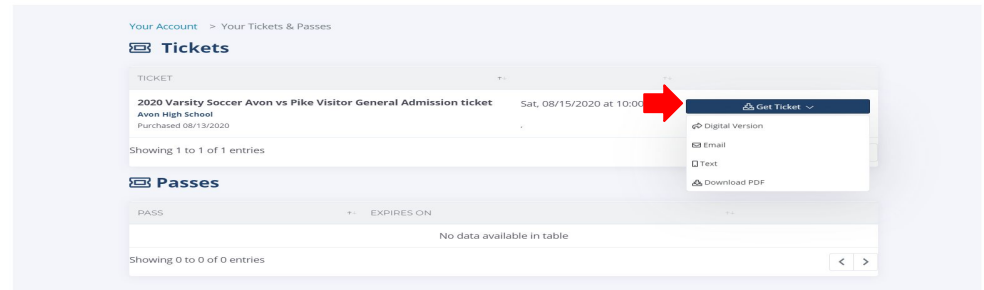 Your Account > Your Tickets & Passes
Tickets
TICKET
2020 Varsity Soccer Avon vs Pike Visitor General Admission ticket Sat, 08/15/2020 at 10:00 Get Ticket
Avon High School
Purchased 08/13/2020 ,
Digital Version
Email
Text
Download PDF
Showing 1 to 1 of 1 entries
Passes
PASS EXPIRES ON
No data available in table
Showing 0 to 0 of 0 entries < >